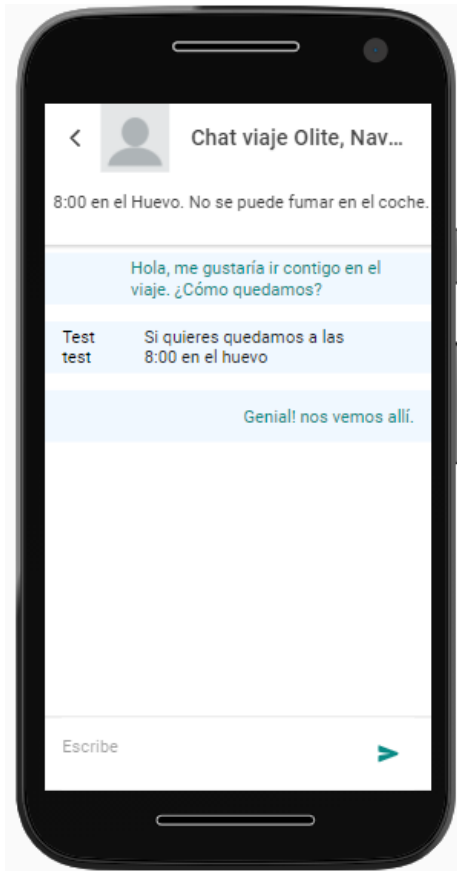 Chat viaje Olite, Nav...
8:00 en el Huevo. No se puede fumar en el coche.
Hola, me gustaría ir contigo en el
viaje. ¿Cómo quedamos?
Test
test
Si quieres quedamos a las
8:00 en el huevo
Genial! nos vemos allí.
Escribe